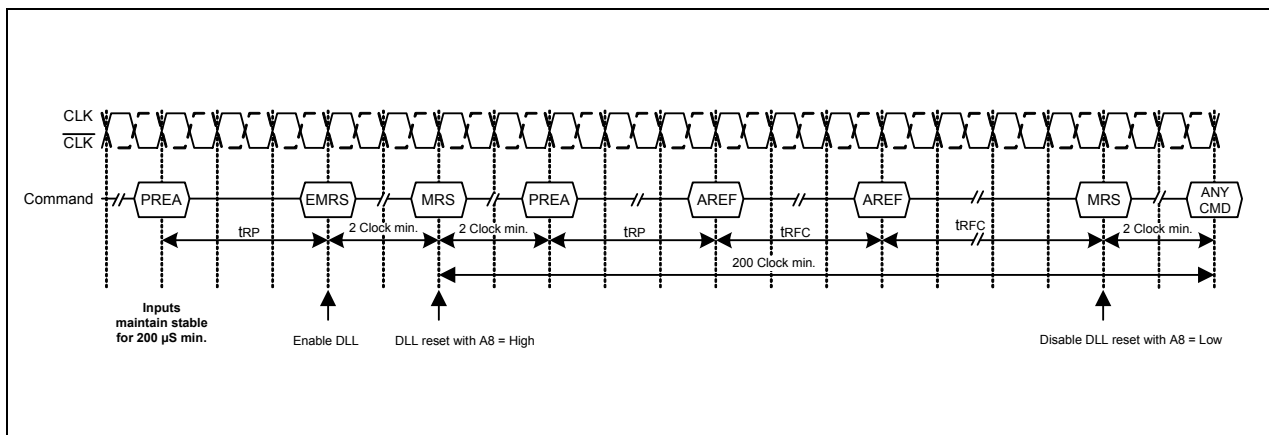 CLK
CLK
Command
PREA
EMRS
MRS
PREA
AREF
AREF
MRS
ANY
CMD
tRP
2 Clock min.
2 Clock min.
tRP
tRFC
tRFC
2 Clock min.
200 Clock min.
Inputs
maintain stable
for 200 µS min.
Enable DLL
DLL reset with A8 = High
Disable DLL reset with A8 = Low